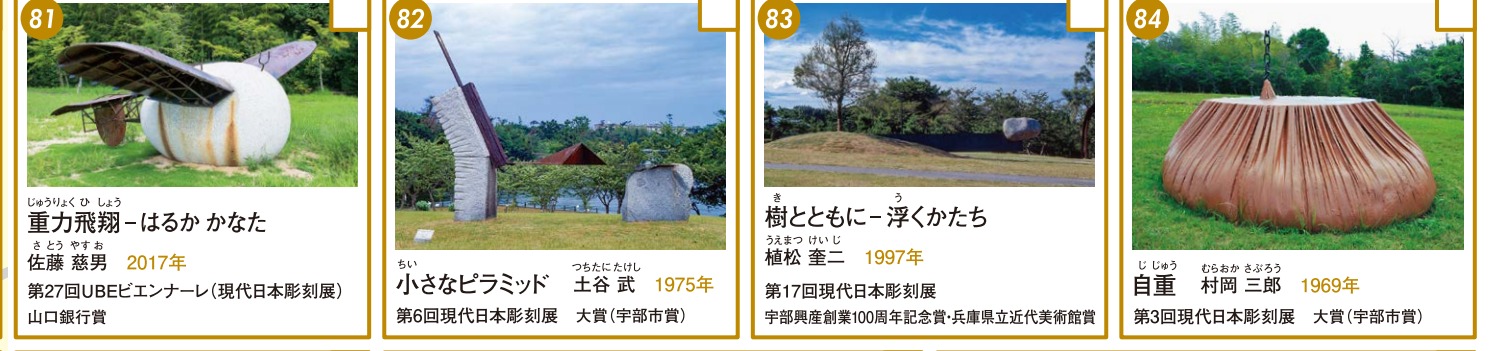 81
じゅうりょく ひ しょう
重力飛翔−はるか かなた
さ とう やす お
佐藤 慈男 2017年
第27回UBEビエンナーレ(現代日本彫刻展)
山口銀行賞
82
ちい
小さなピラミッド
つちたに たけし
土谷 武 1975年
第6回現代日本彫刻展 大賞(宇部市賞)
83
き う
樹とともに−浮くかたち
うえまつ けい じ
植松 奎二 1997年
第17回現代日本彫刻展
宇部興産創業100周年記念賞・兵庫県立近代美術館賞
84
じ じゅう
自重
むらおか さぶろう
村岡 三郎 1969年
第3回現代日本彫刻展 大賞(宇部市賞)